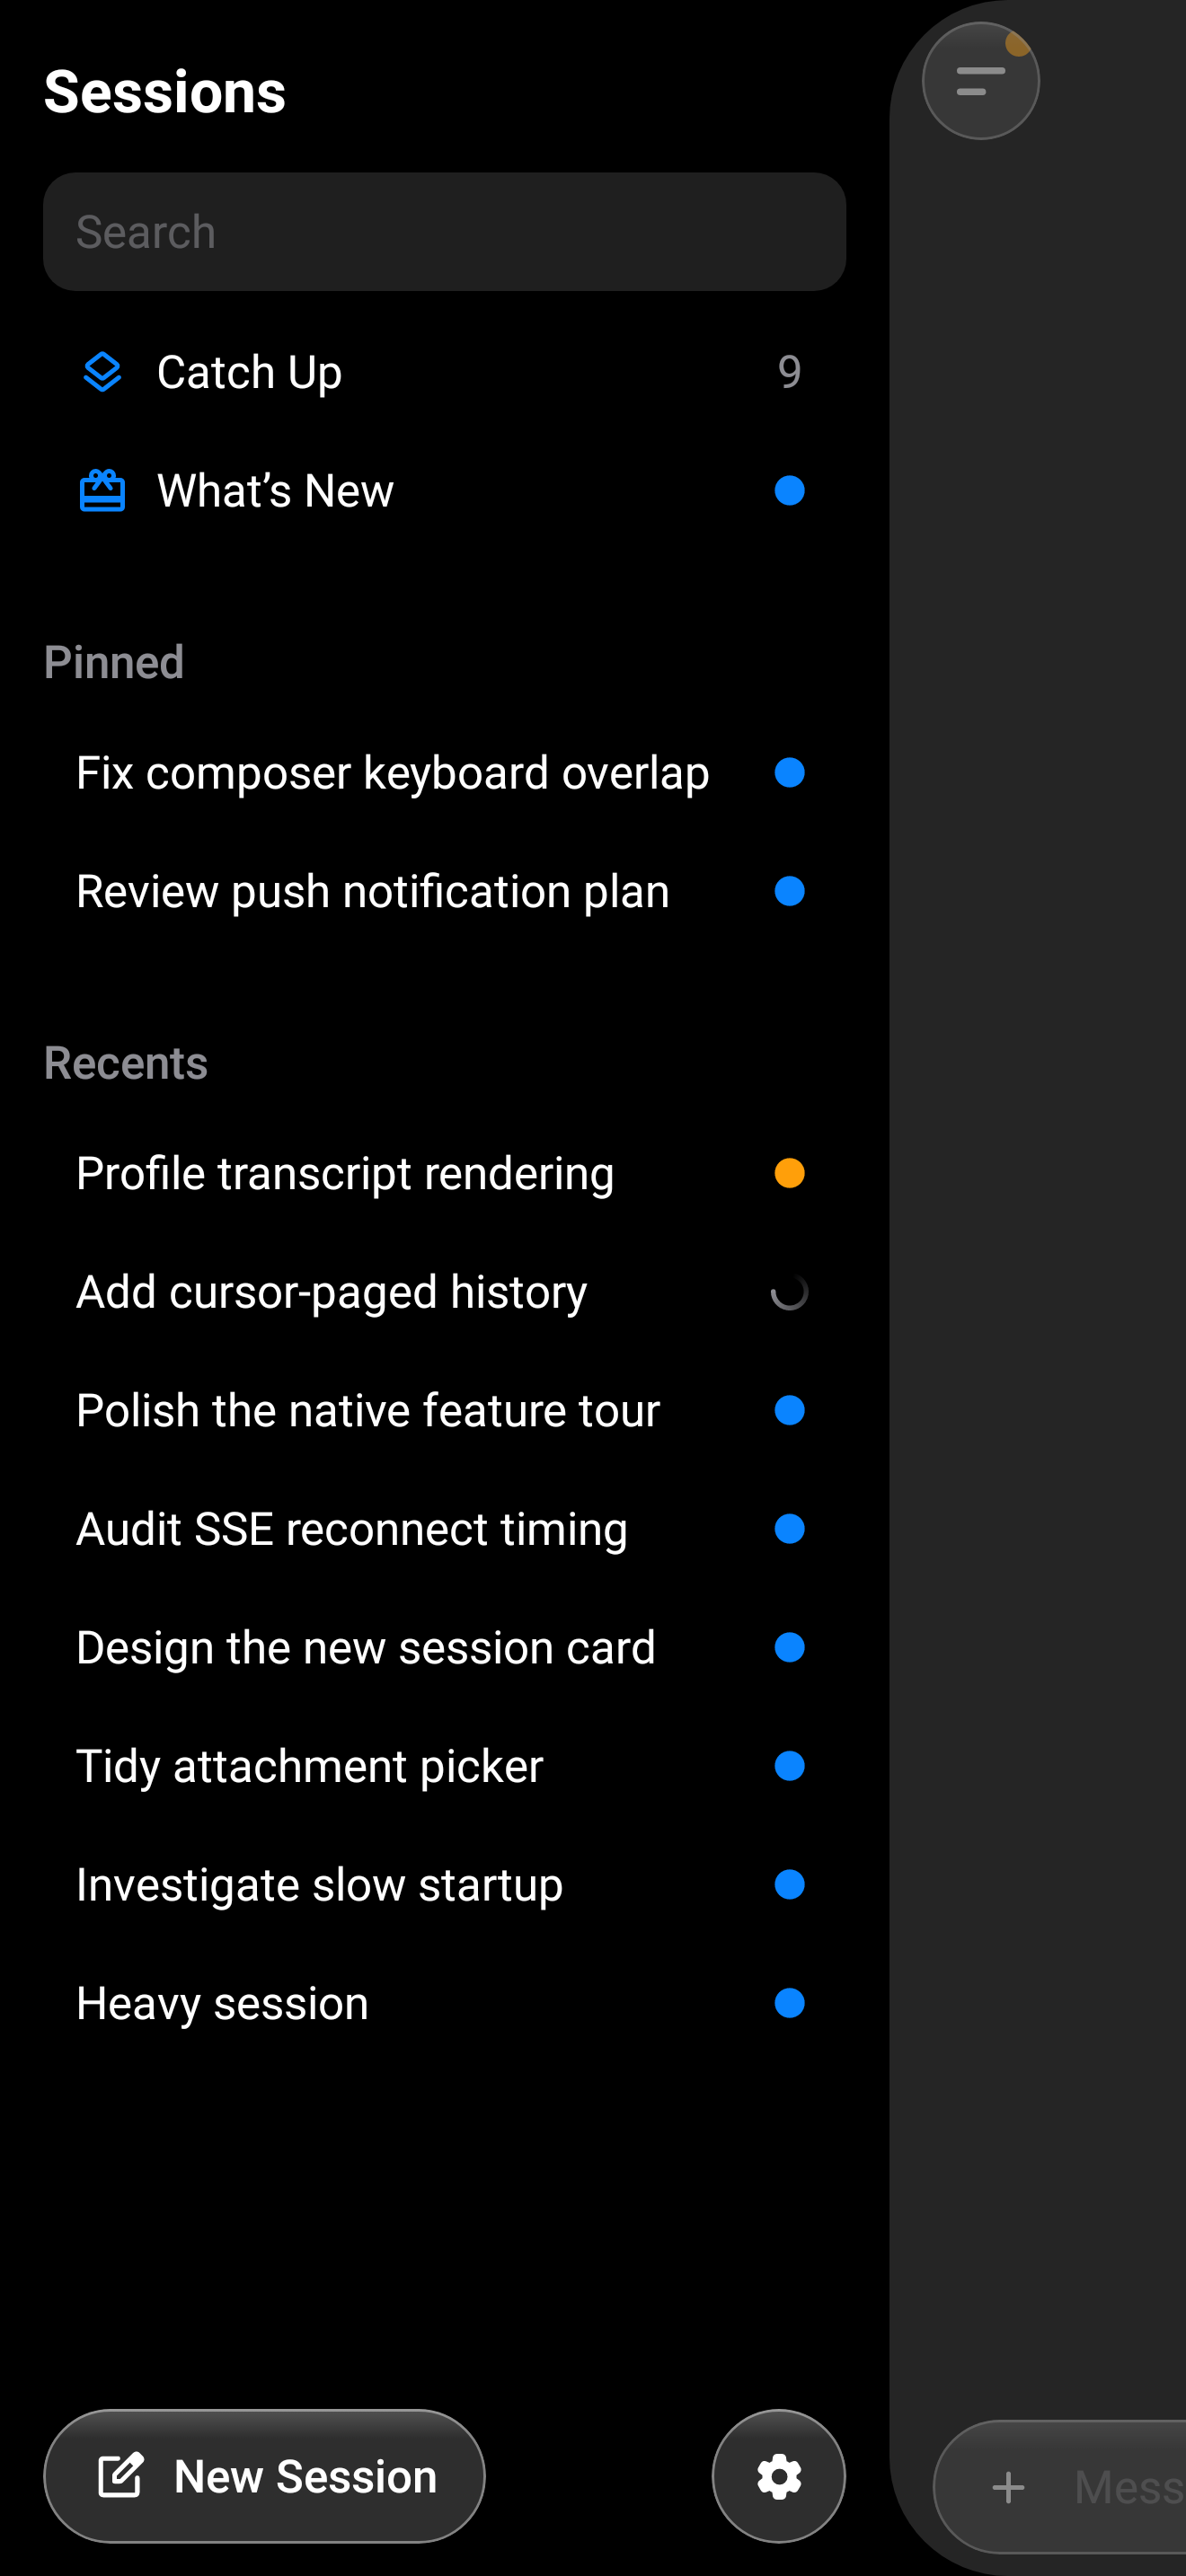 Sessions
Search
Catch Up 9
What’s New
Pinned
Fix composer keyboard overlap
Review push notification plan
Recents
Profile transcript rendering
Add cursor-paged history
Polish the native feature tour
Audit SSE reconnect timing
Design the new session card
Tidy attachment picker
Investigate slow startup
Heavy session
New Session
Mess